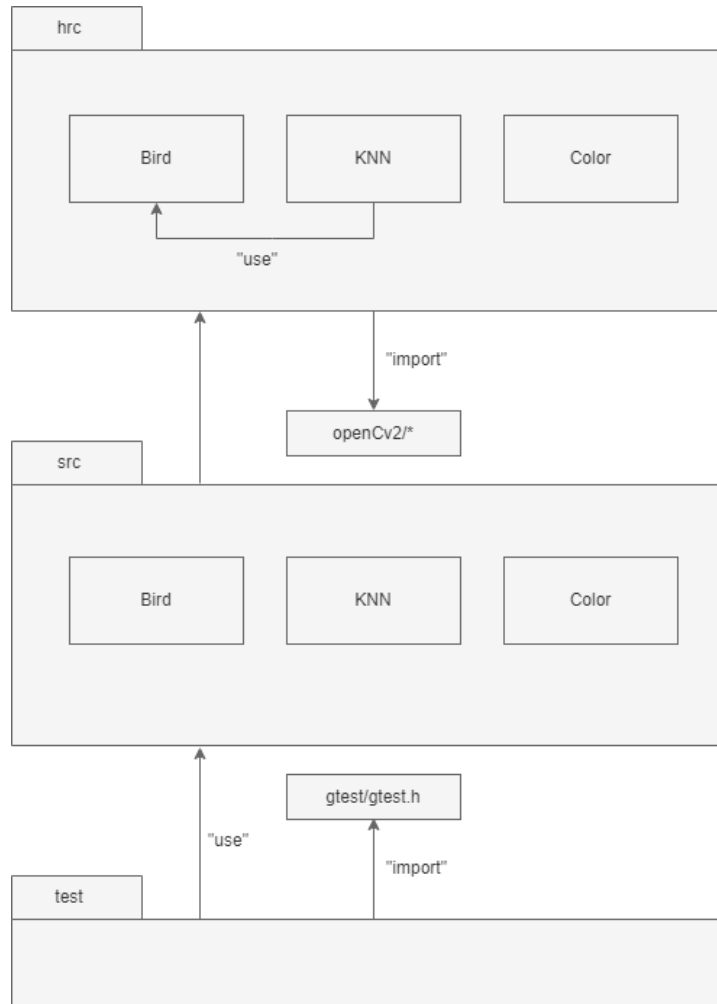 hrc
Bird
KNN
Color
"use"
"import"
openCv2/*
src
Bird
KNN
Color
gtest/gtest.h
"use"
"import"
test